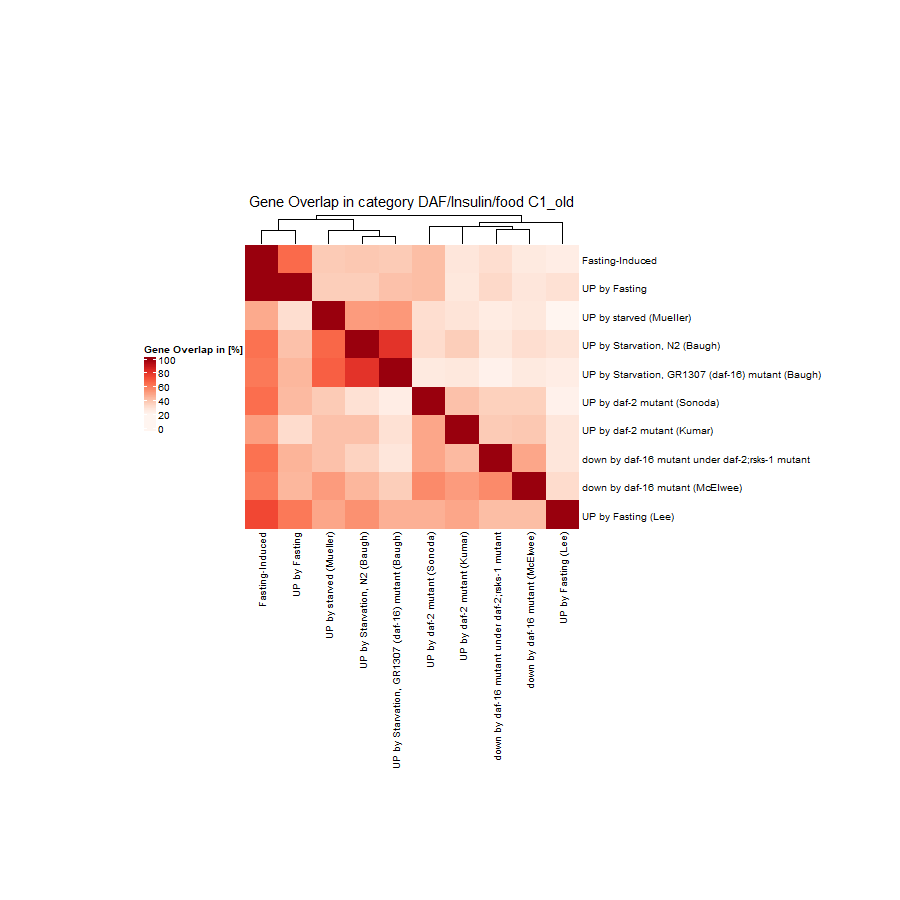 Gene Overlap in category DAF/Insulin/food C1_old
Fasting-Induced
UP by Fasting
UP by starved (Mueller)
UP by Starvation, N2 (Baugh)
UP by Starvation, GR1307 (daf-16) mutant (Baugh)
UP by daf-2 mutant (Sonoda)
UP by daf-2 mutant (Kumar)
down by daf-16 mutant under daf-2;rsks-1 mutant
down by daf-16 mutant (McElwee)
UP by Fasting (Lee)
Gene Overlap in [%]
100
80
60
40
20
0
Fasting-Induced
UP by Fasting
UP by starved (Mueller)
UP by Starvation, N2 (Baugh)
UP by Starvation, GR1307 (daf-16) mutant (Baugh)
UP by daf-2 mutant (Sonoda)
UP by daf-2 mutant (Kumar)
down by daf-16 mutant under daf-2;rsks-1 mutant
down by daf-16 mutant (McElwee)
UP by Fasting (Lee)